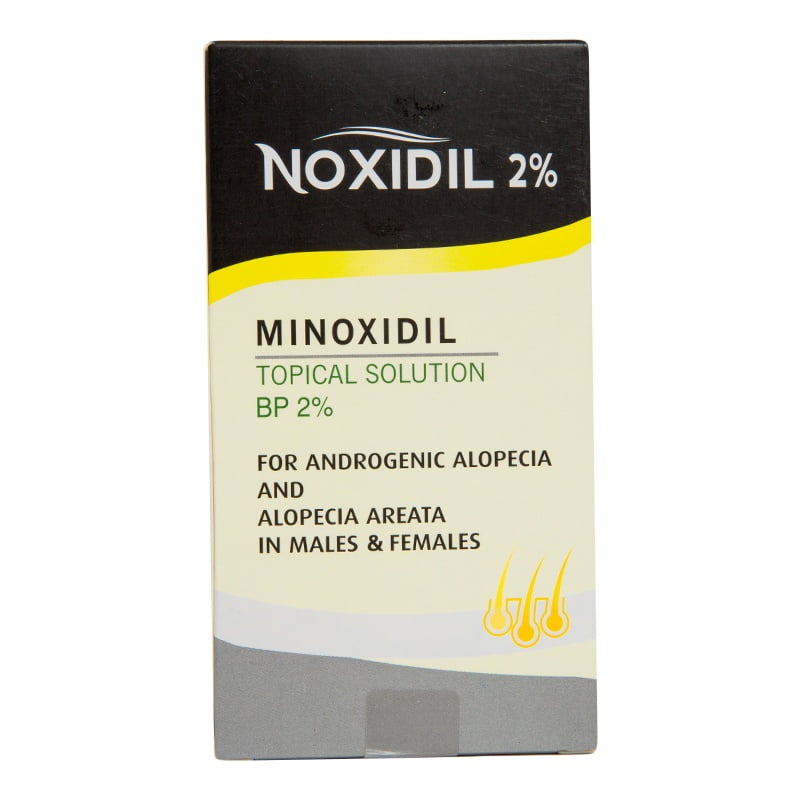 NOXIDIL 2%
MINOXIDIL
TOPICAL SOLUTION
BP 2%
FOR ANDROGENIC ALOPECIA
AND
ALOPECIA AREATA
IN MALES & FEMALES